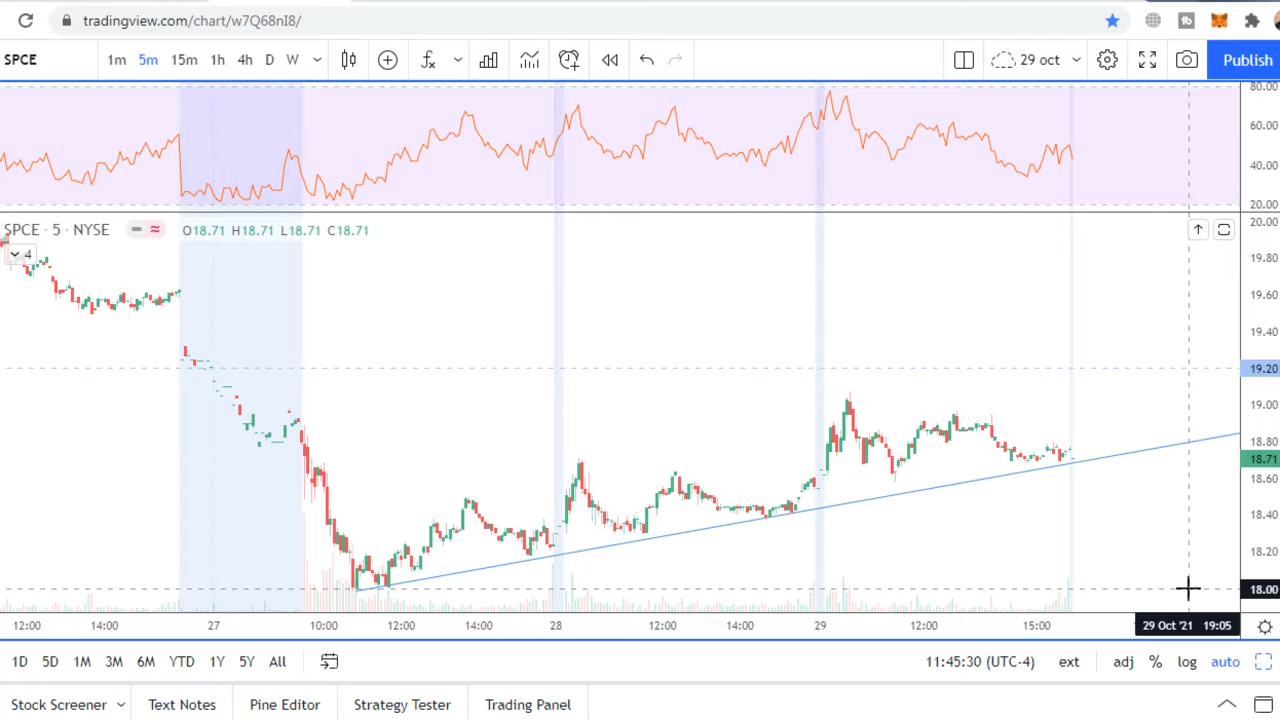 tradingview.com/chart/w7Q68nI8/
SPCE 1m 5m 15m 1h 4h D W 29 oct Publish
80.00
60.00
40.00
20.00
SPCE · 5 · NYSE O18.71 H18.71 L18.71 C18.71
4
20.00
19.80
19.60
19.40
19.20
19.00
18.80
18.71
18.60
18.40
18.20
18.00
12:00 14:00 27 10:00 12:00 14:00 28 12:00 14:00 29 12:00 15:00 29 Oct '21 19:05
1D 5D 1M 3M 6M YTD 1Y 5Y All 11:45:30 (UTC-4) ext adj % log auto
Stock Screener Text Notes Pine Editor Strategy Tester Trading Panel